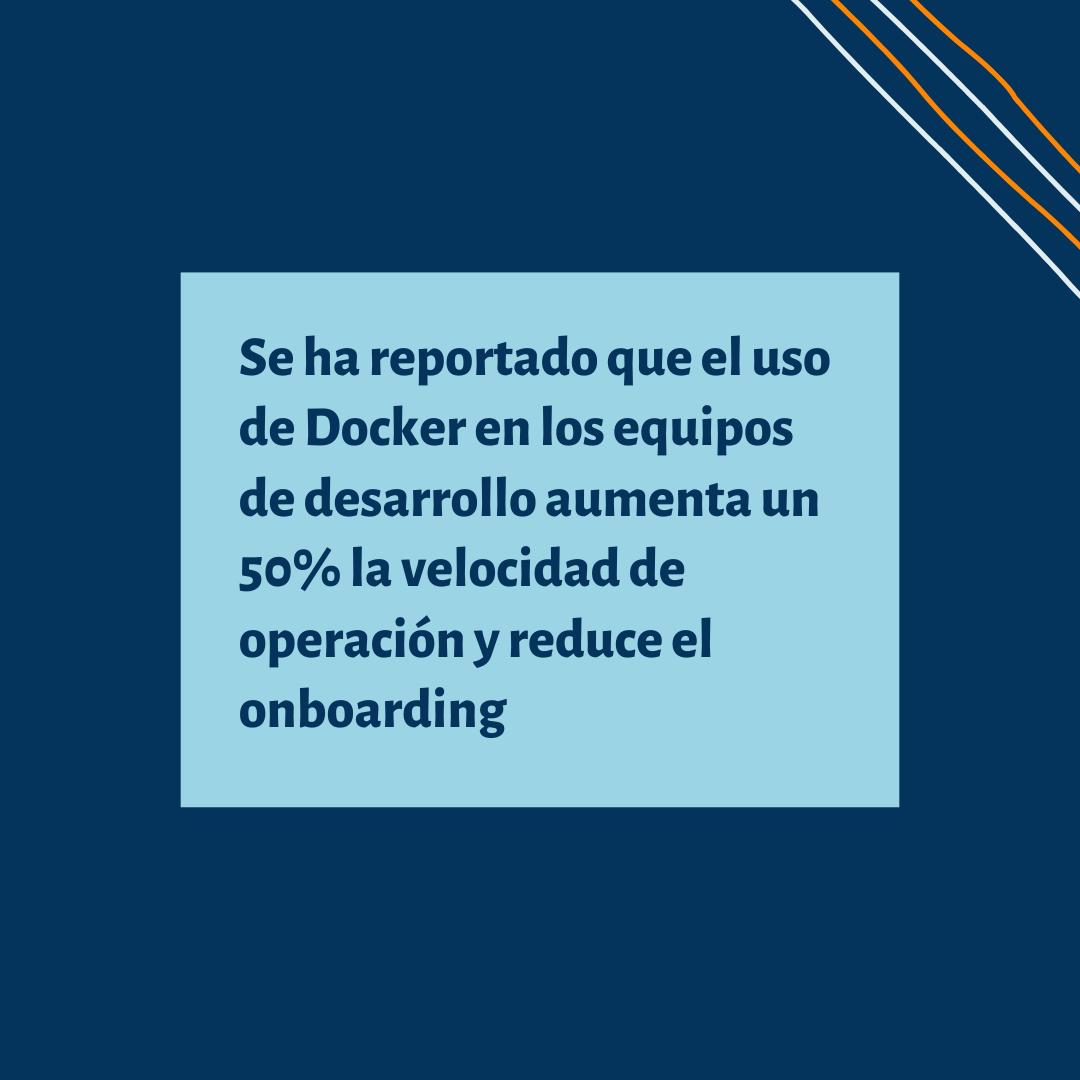 Se ha reportado que el uso
de Docker en los equipos
de desarrollo aumenta un
50% la velocidad de
operación y reduce el
onboarding